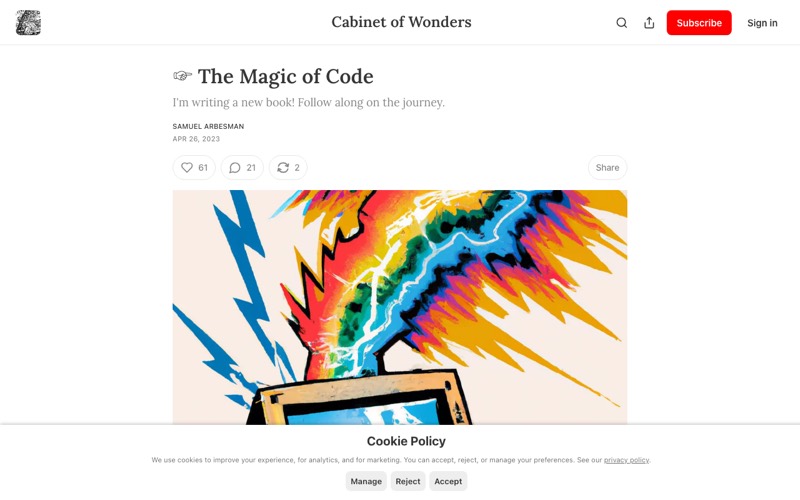 Cabinet of Wonders
Subscribe
Sign in
☞ The Magic of Code
I'm writing a new book! Follow along on the journey.
SAMUEL ARBESMAN
APR 26, 2023
61
21
2
Share
Cookie Policy
We use cookies to improve your experience, for analytics, and for marketing. You can accept, reject, or manage your preferences. See our privacy policy.
Manage
Reject
Accept